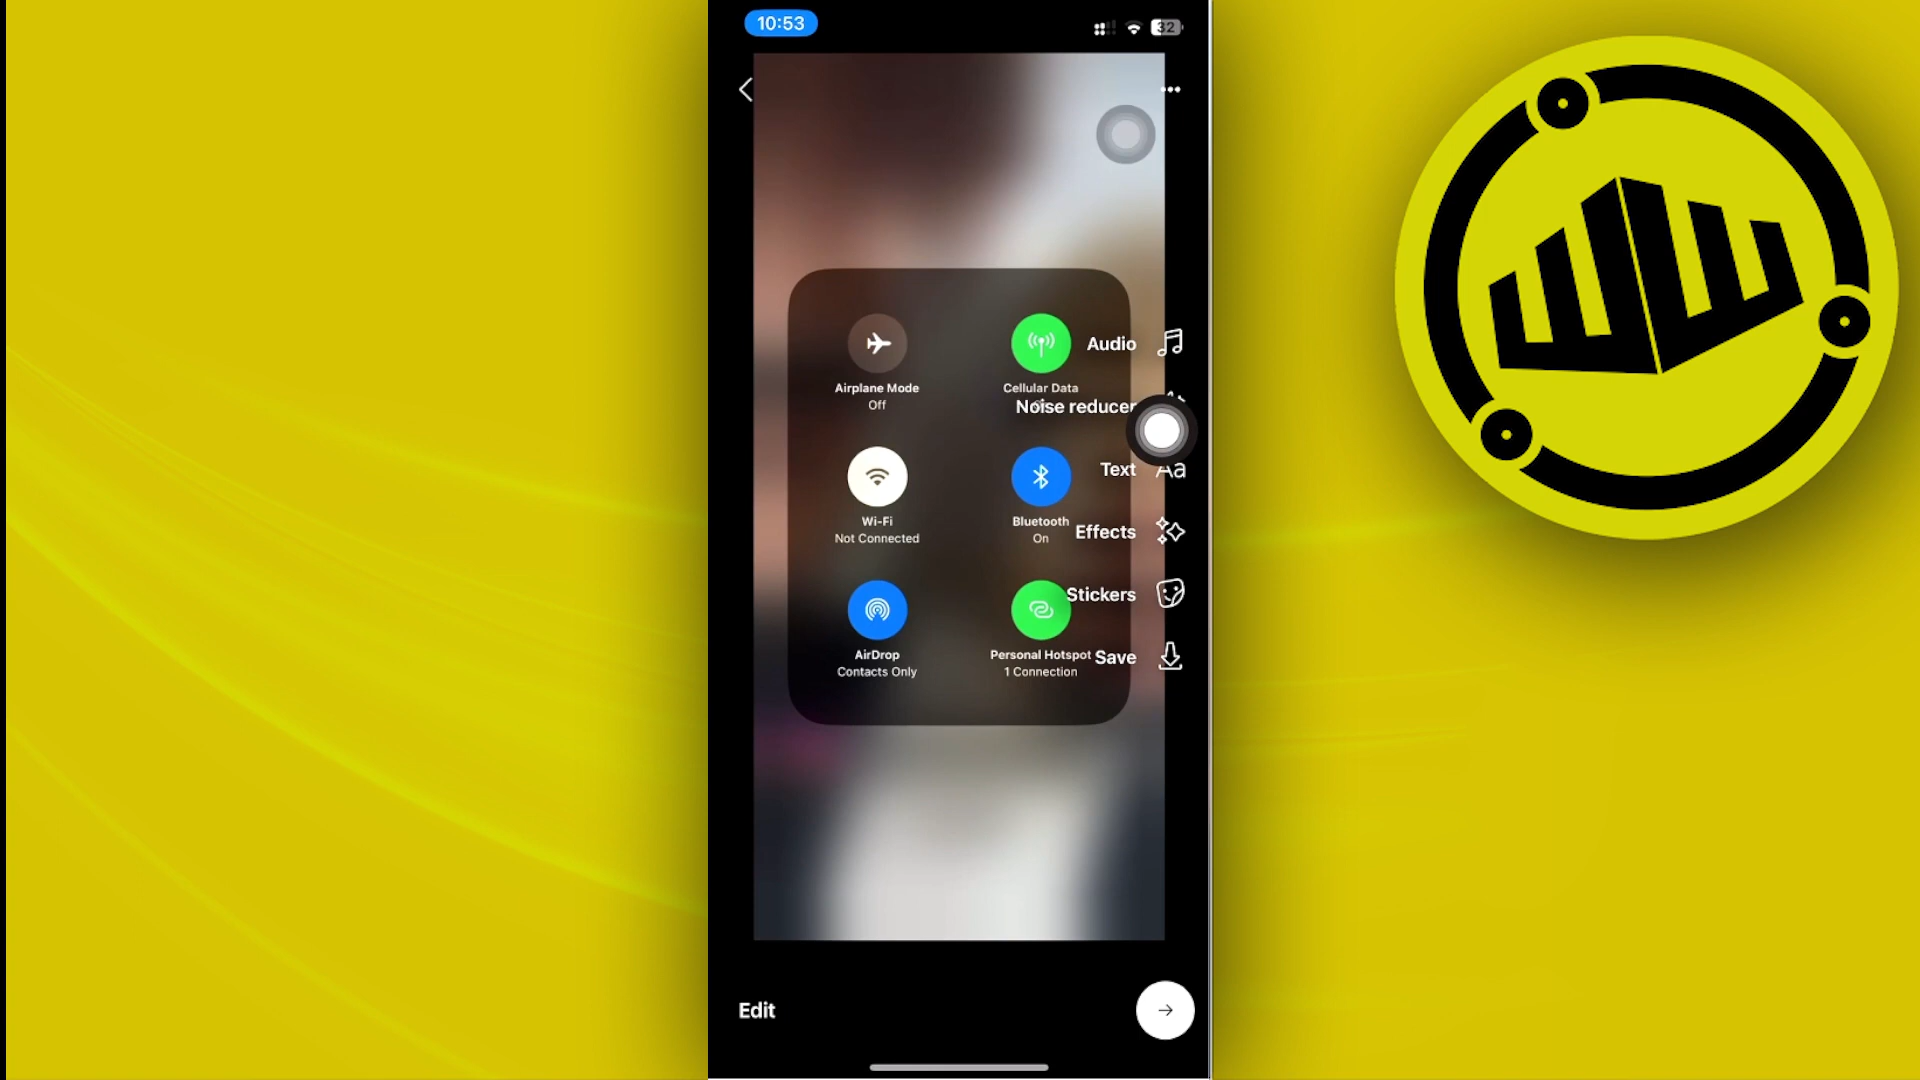 10:53
32
Airplane Mode
Off
Cellular Data
Audio
Noise reducer
Wi-Fi
Not Connected
Bluetooth
On
Text
Aa
Effects
AirDrop
Contacts Only
Personal Hotspot
1 Connection
Stickers
Save
Edit